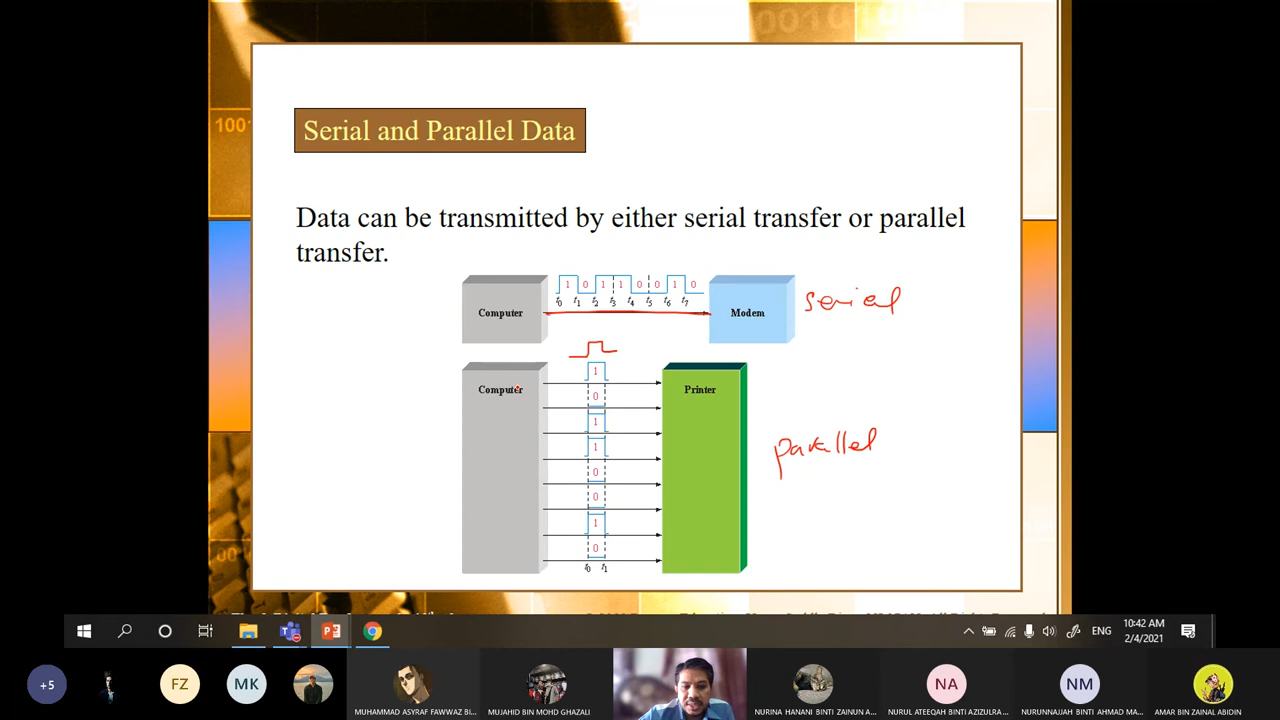 1001
001
Serial and Parallel Data
Data can be transmitted by either serial transfer or parallel
transfer.
1 0 1 1 0 0 1 0
t0 t1 t2 t3 t4 t5 t6 t7
Computer
Modem
serial
Computer
Printer
1
0
1
1
0
0
1
0
t0 t1
parallel
ENG
10:42 AM
2/4/2021
+5
FZ
MK
NA
NM
MUHAMMAD ASYRAF FAWWAZ BI...
MUJAHID BIN MOHD GHAZALI
NURINA HANANI BINTI ZAINUN A...
NURUL ATEEQAH BINTI AZIZULRA...
NURUNNAJJAH BINTI AHMAD MA...
AMAR BIN ZAINAL ABIDIN